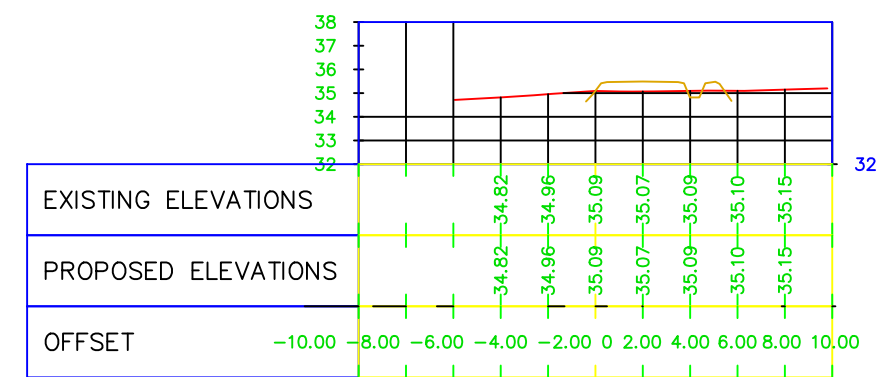 38
37
36
35
34
33
32
32
EXISTING ELEVATIONS 34.82 34.96 35.09 35.07 35.09 35.10 35.15
PROPOSED ELEVATIONS 34.82 34.96 35.09 35.07 35.09 35.10 35.15
OFFSET -10.00 -8.00 -6.00 -4.00 -2.00 0 2.00 4.00 6.00 8.00 10.00